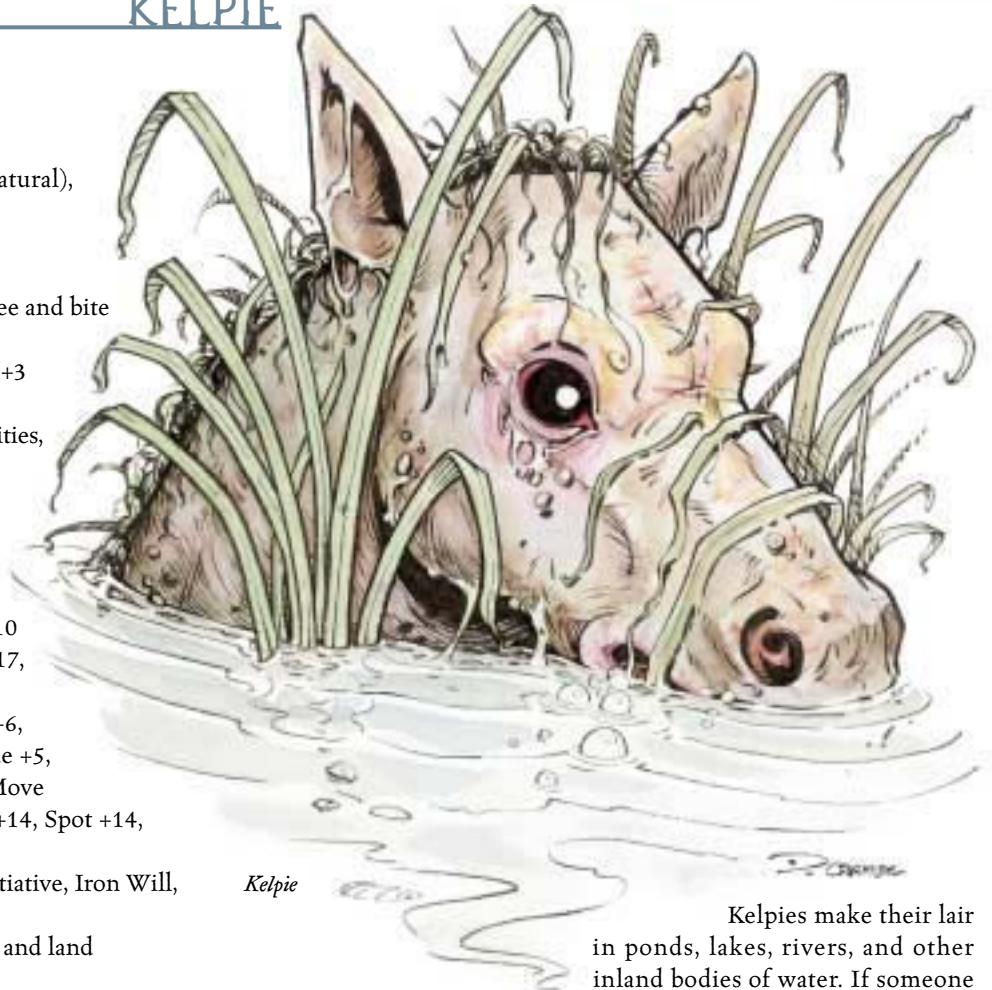 KELPIE
atural),
ee and bite
+3
ities,
10
17,
-6,
e +5,
Move
+14, Spot +14,
tiative, Iron Will,
and land
Kelpie
Kelpies make their lair
in ponds, lakes, rivers, and other
inland bodies of water. If someone